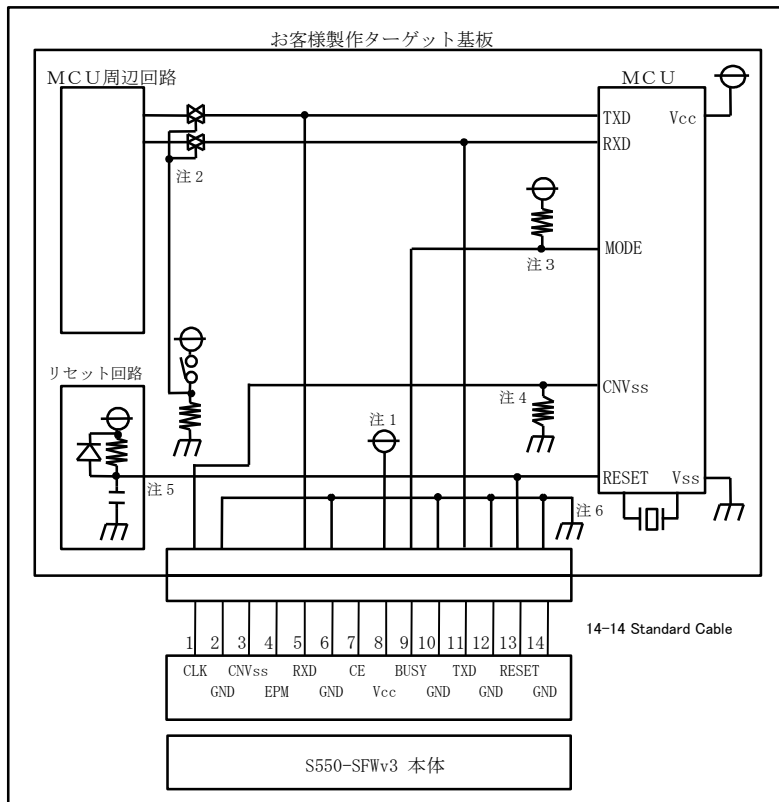 お客様製作ターゲット基板
MCU周辺回路
MCU
TXD
Vcc
RXD
注2
注3
MODE
リセット回路
CNVss
注4
注1
注5
RESET
Vss
注6
14-14 Standard Cable
1 2 3 4 5 6 7 8 9 10 11 12 13 14
CLK CNVss RXD CE BUSY TXD RESET
GND EPM GND Vcc GND GND GND
S550-SFWv3 本体